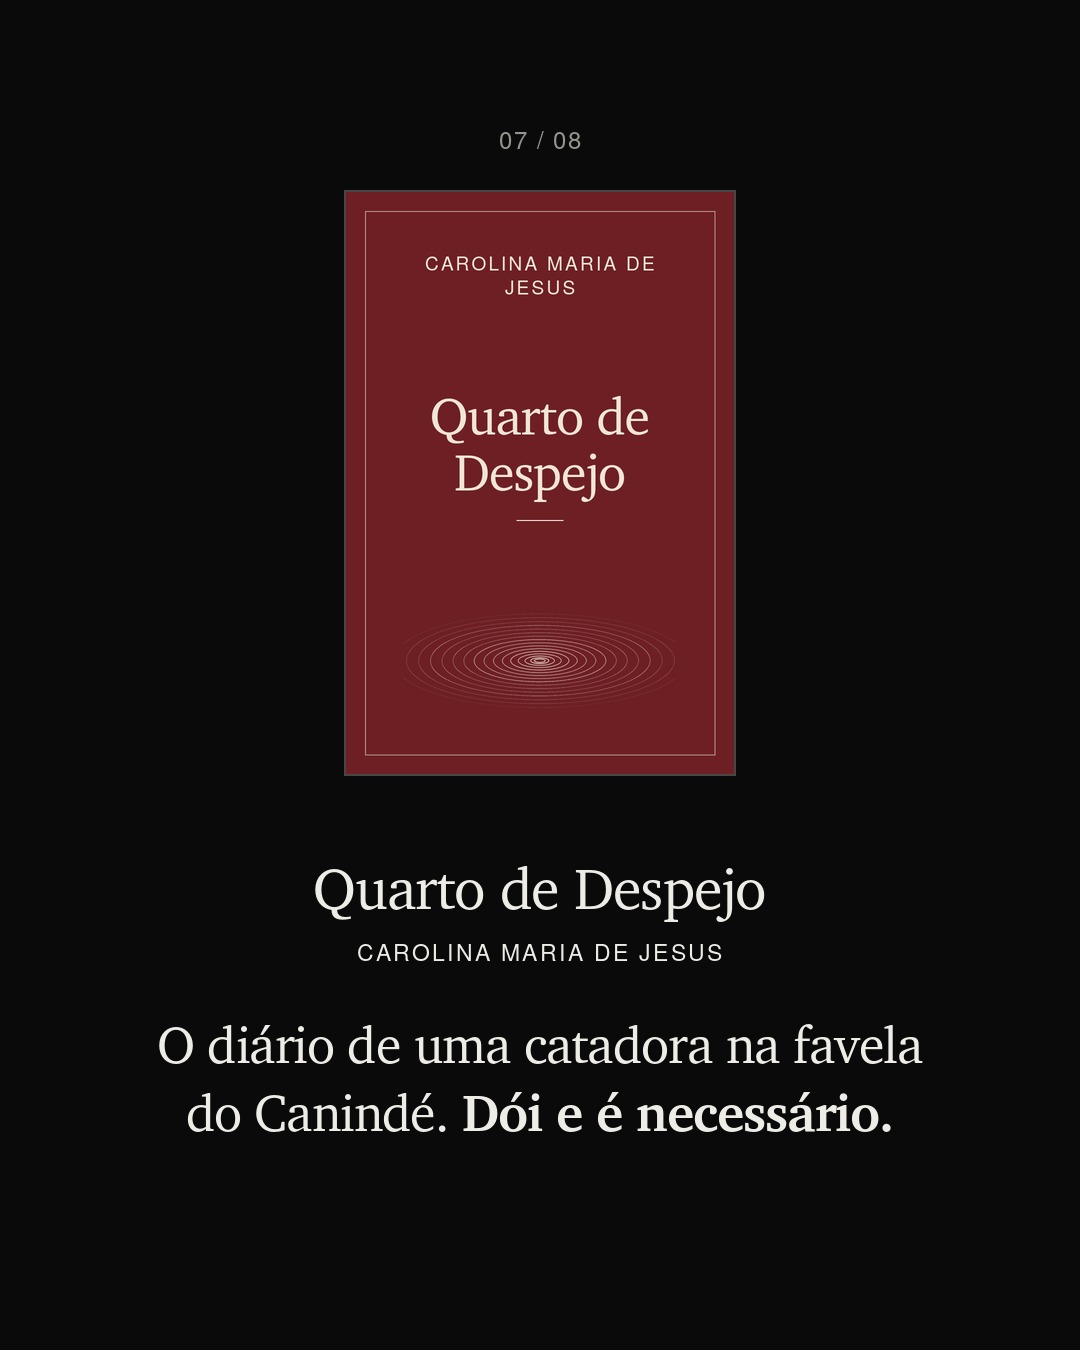 07 / 08
CAROLINA MARIA DE
JESUS
Quarto de
Despejo
Quarto de Despejo
CAROLINA MARIA DE JESUS
O diário de uma catadora na favela
do Canindé. Dói e é necessário.